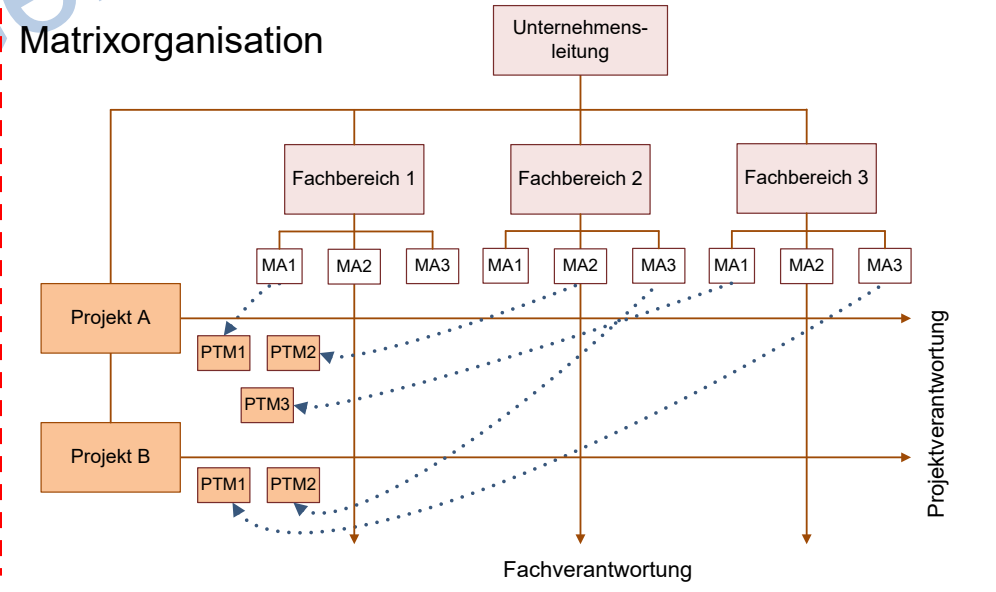 Matrixorganisation
Unternehmens-
leitung
Fachbereich 1
Fachbereich 2
Fachbereich 3
MA1
MA2
MA3
MA1
MA2
MA3
MA1
MA2
MA3
Projekt A
PTM1
PTM2
PTM3
Projekt B
PTM1
PTM2
Projektverantwortung
Fachverantwortung